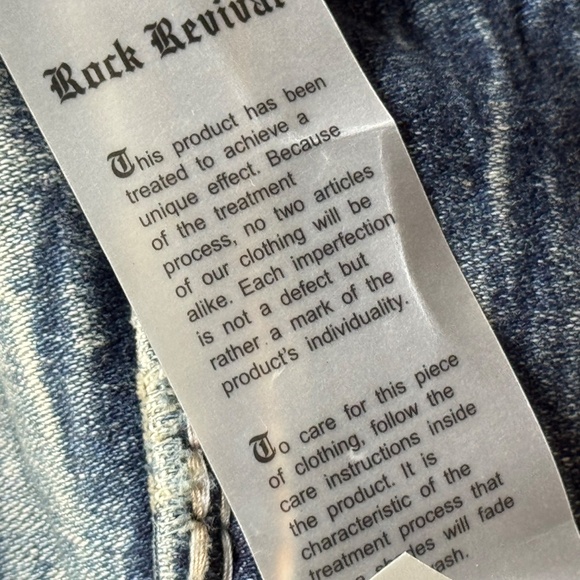 Rock Revival
This product has been
treated to achieve a
unique effect. Because
of the treatment
process, no two articles
of our clothing will be
alike. Each imperfection
is not a defect but
rather a mark of the
product's individuality.
To care for this piece
of clothing, follow the
care instructions inside
the product. It is
characteristic of the
treatment process that
will fade